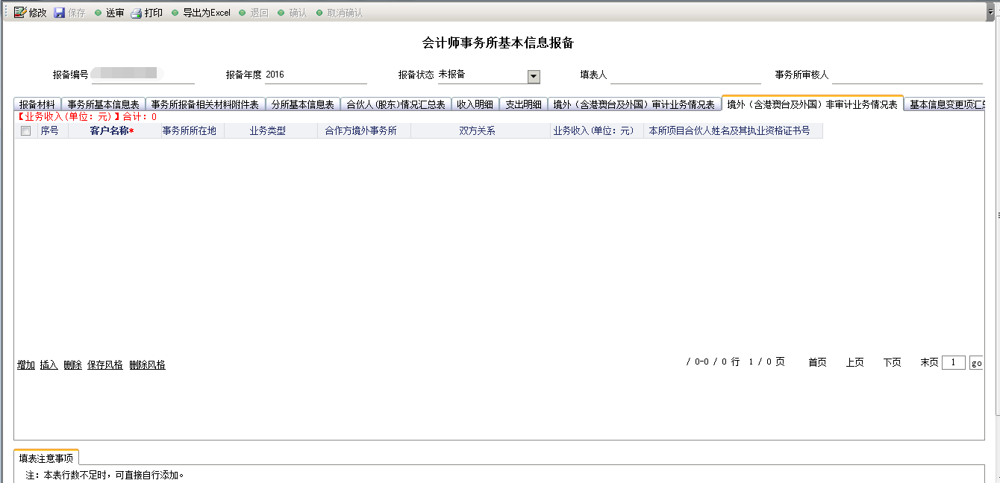 修改 保存 送审 打印 导出为Excel 退回 确认 取消确认
会计师事务所基本信息报备
报备编号 报备年度 2016 报备状态 未报备 填表人 事务所审核人
报备材料 事务所基本信息表 事务所报备相关材料附件表 分所基本信息表 合伙人(股东)情况汇总表 收入明细 支出明细 境外（含港澳台及外国）审计业务情况表 境外（含港澳台及外国）非审计业务情况表 基本信息变更项汇总
【业务收入(单位：元)】合计：0
序号 客户名称* 事务所所在地 业务类型 合作方境外事务所 双方关系 业务收入(单位：元) 本所项目合伙人姓名及其执业资格证书号
增加 插入 删除 保存风格 删除风格 / 0-0 / 0 行 1 / 0 页 首页 上页 下页 末页 1 go
填表注意事项
注：本表行数不足时，可直接自行添加。